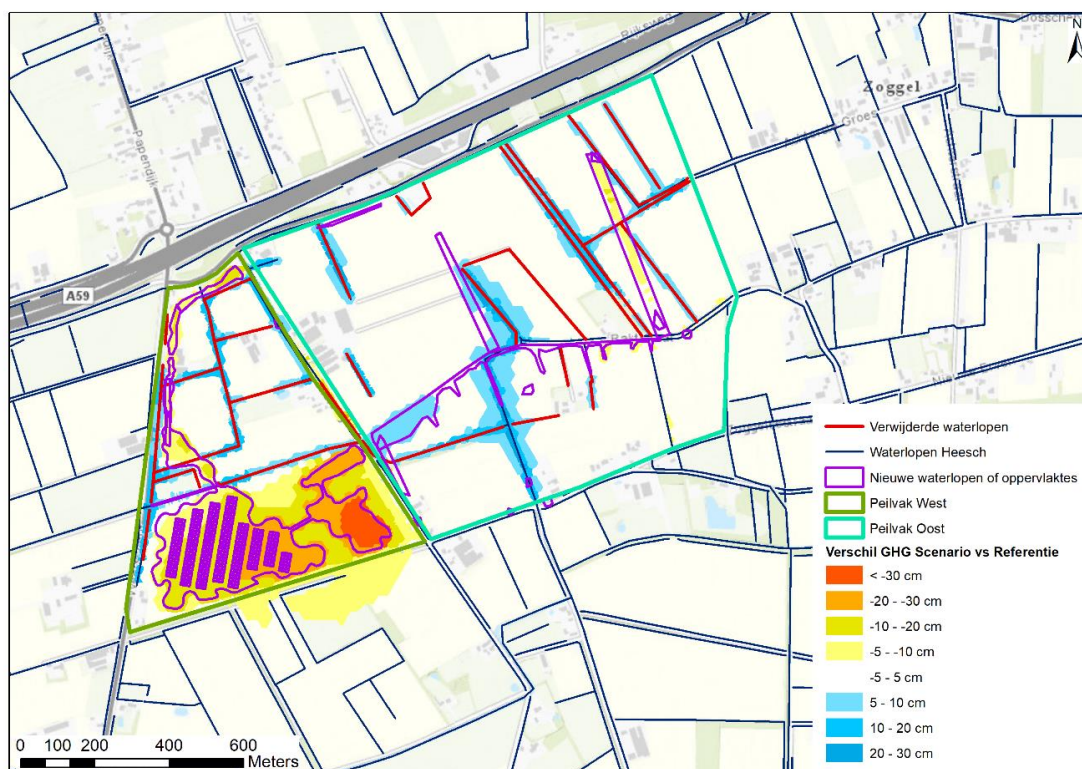 Rijksweg
N
Zoggel
Papendijk
A59
Verwijderde waterlopen
Waterlopen Heesch
Nieuwe waterlopen of oppervlaktes
Peilvak West
Peilvak Oost
Verschil GHG Scenario vs Referentie
< -30 cm
-20 - -30 cm
-10 - -20 cm
-5 - -10 cm
-5 - 5 cm
5 - 10 cm
10 - 20 cm
20 - 30 cm
0 100 200 400 600
Meters